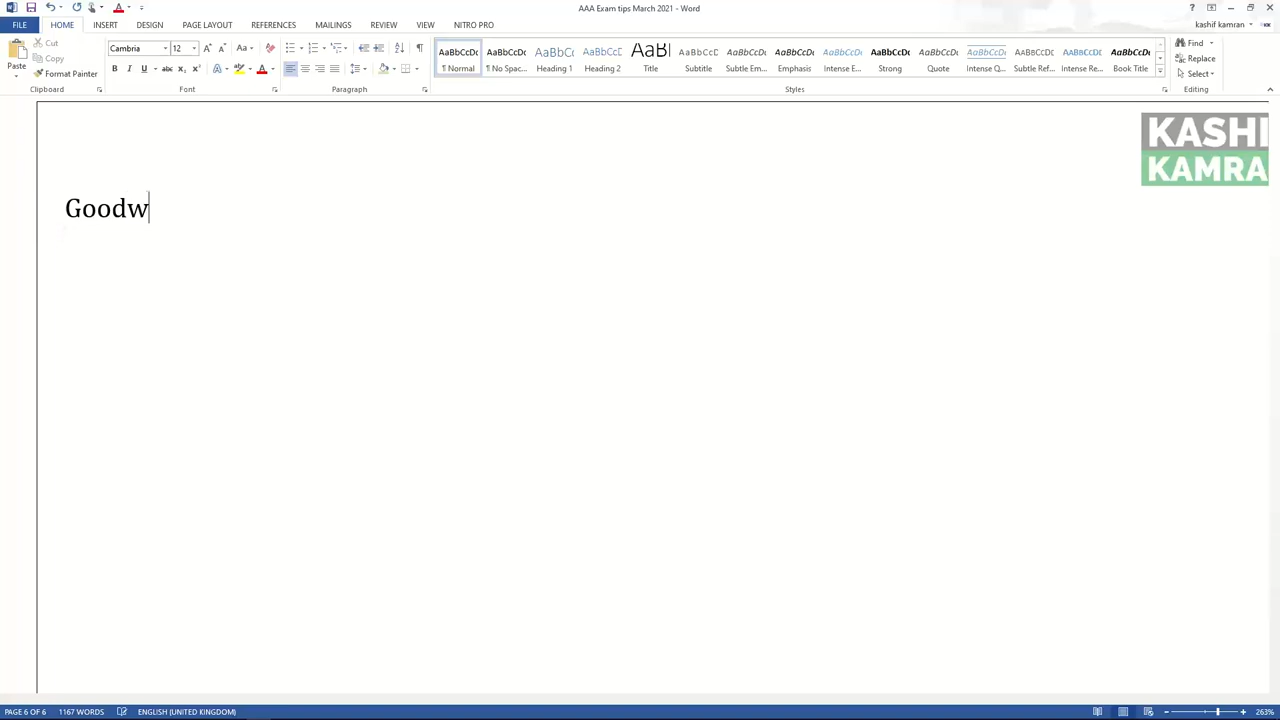 AAA Exam tips March 2021 - Word
FILE HOME INSERT DESIGN PAGE LAYOUT REFERENCES MAILINGS REVIEW VIEW NITRO PRO
kashif kamran
Paste
Cut
Copy
Format Painter
Clipboard
Cambria 12
Font
Paragraph
AaBbCcDc AaBbCcDc AaBbCc AaBbCcE AaB AaBbCcD AaBbCcDc AaBbCcDc AaBbCcDc AaBbCcDc AaBbCcDc AaBbCcDc AABBCCDC AABBCCDC AaBbCcDc
¶ Normal ¶ No Spac... Heading 1 Heading 2 Title Subtitle Subtle Em... Emphasis Intense E... Strong Quote Intense Q... Subtle Ref... Intense Re... Book Title
Styles
Find
Replace
Select
Editing
KASHI
KAMRA
Goodw
PAGE 6 OF 6 1167 WORDS ENGLISH (UNITED KINGDOM) 263%